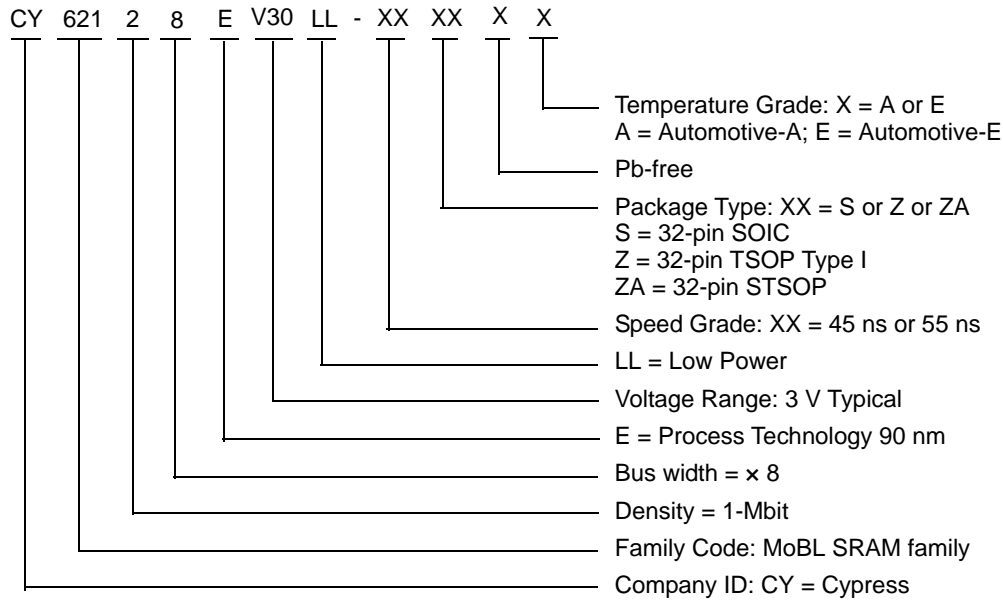 CY 621 2 8 E V30 LL - XX XX X X
Temperature Grade: X = A or E
A = Automotive-A; E = Automotive-E
Pb-free
Package Type: XX = S or Z or ZA
S = 32-pin SOIC
Z = 32-pin TSOP Type I
ZA = 32-pin STSOP
Speed Grade: XX = 45 ns or 55 ns
LL = Low Power
Voltage Range: 3 V Typical
E = Process Technology 90 nm
Bus width = × 8
Density = 1-Mbit
Family Code: MoBL SRAM family
Company ID: CY = Cypress